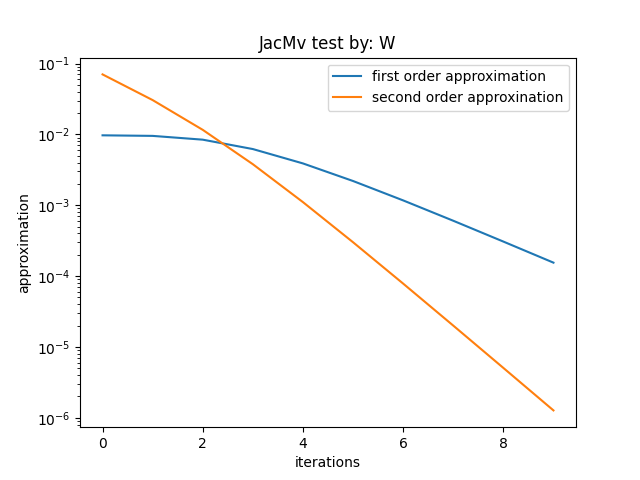 JacMv test by: W
first order approximation
second order approxination
10^-1
10^-2
10^-3
10^-4
10^-5
10^-6
approximation
0 2 4 6 8
iterations